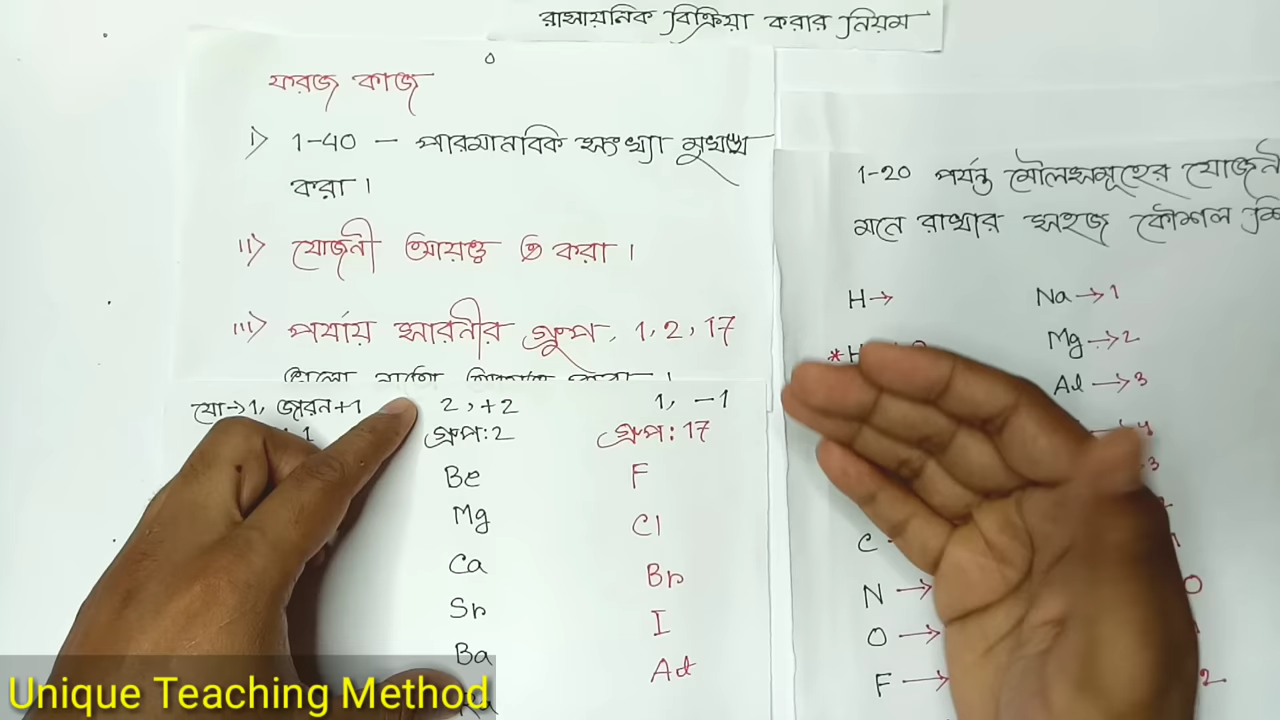 রাসায়নিক বিক্রিয়া করার নিয়ম
ফরজ কাজ
i> 1-40 – পারমানবিক সংখ্যা মুখস্থ
করা।
ii> যোজনী আয়ত্ত্ব করা।
iii> পর্যায় সারনীর গ্রুপ, 1, 2, 17
যো->1, জারন+1
2, +2
গ্রুপ: 2
Be
Mg
Ca
Sr
Ba
1, -1
গ্রুপ: 17
F
Cl
Br
I
At
1-20 পর্যন্ত মৌলসমূহের যোজনী
মনে রাখার সহজ কৌশল
H→
C
N→
O→
F→
Na→1
Mg→2
Al→3
Unique Teaching Method